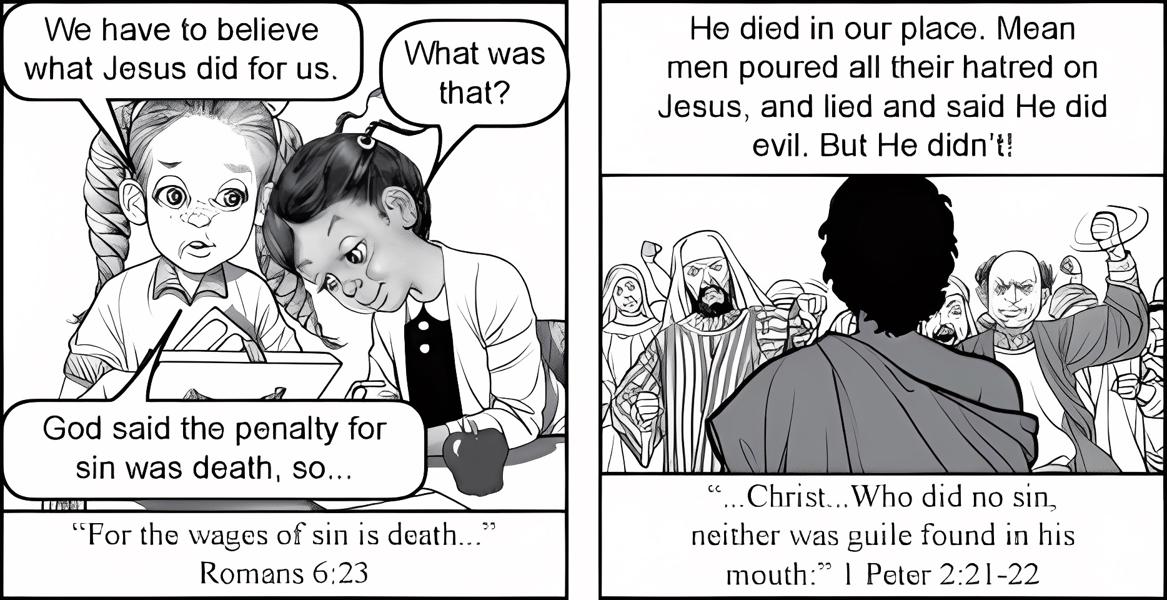 We have to believe
what Jesus did for us.
What was
that?
God said the penalty for
sin was death, so...
“For the wages of sin is death...”
Romans 6:23
He died in our place. Mean
men poured all their hatred on
Jesus, and lied and said He did
evil. But He didn't!
“...Christ...Who did no sin,
neither was guile found in his
mouth:” 1 Peter 2:21-22